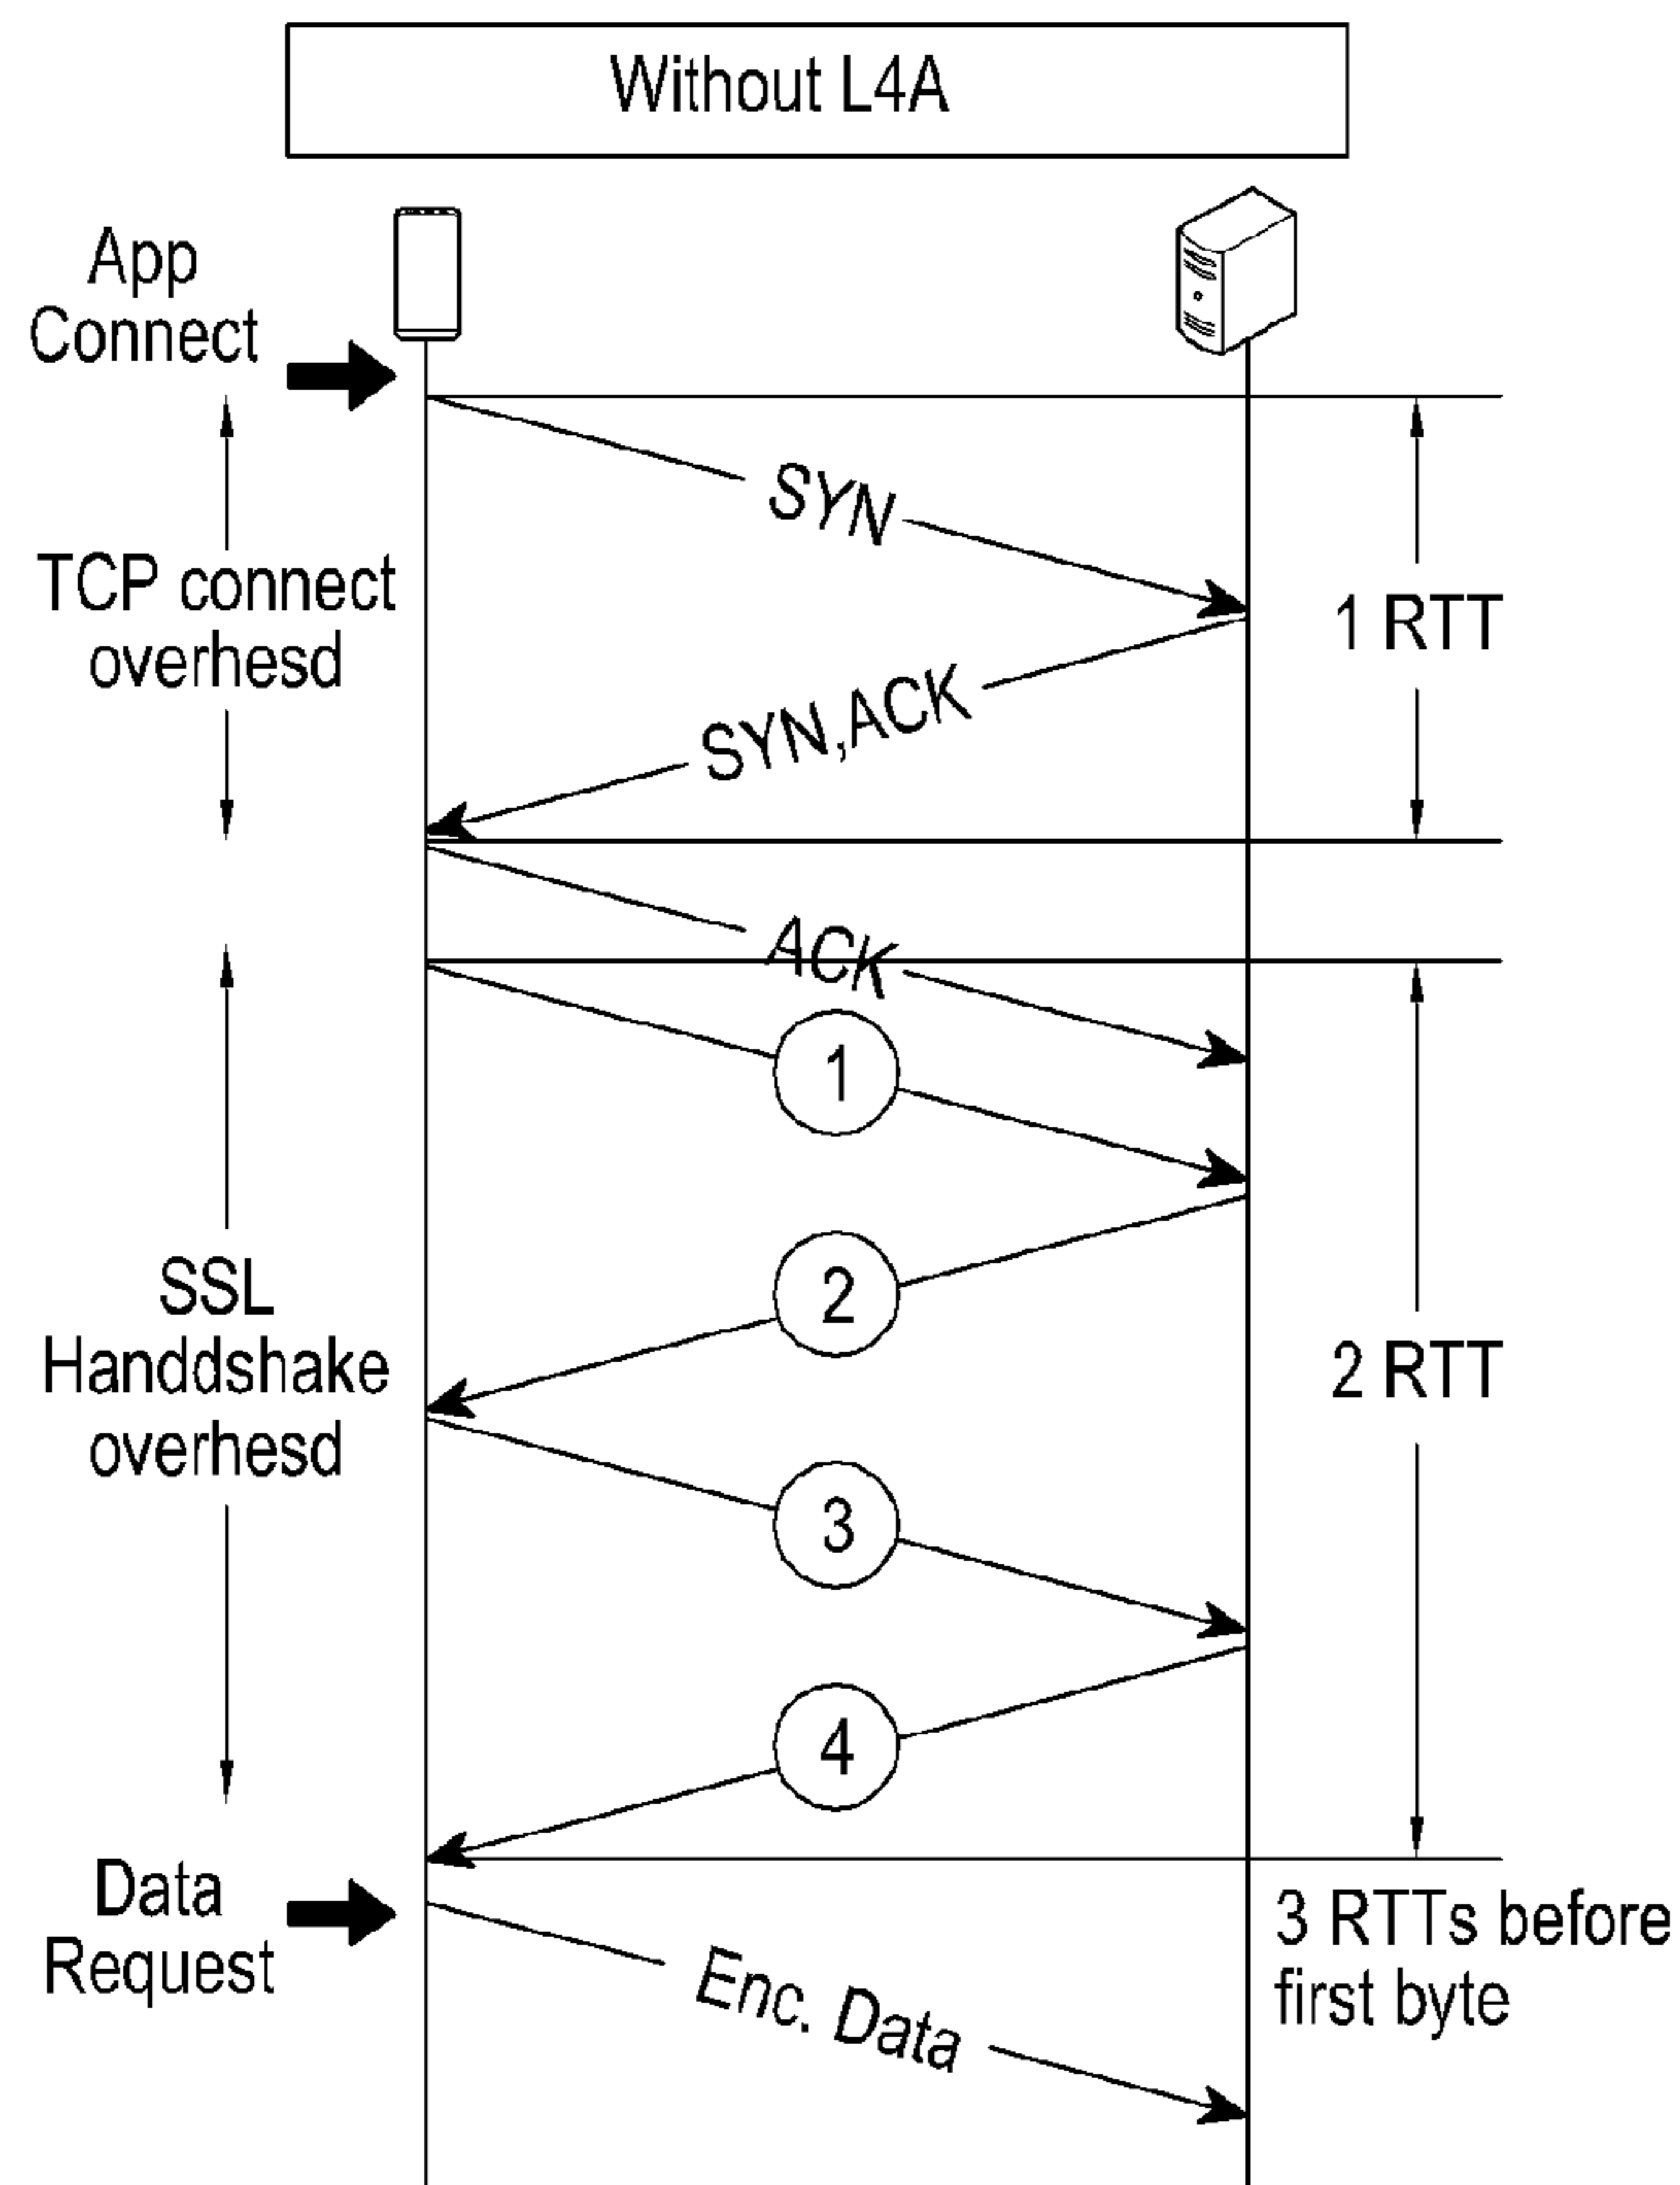 Without L4A
App
Connect
SYN
TCP connect
overhesd
1 RTT
SYN,ACK
ACK
1
2
SSL
Handdshake
overhesd
2 RTT
3
4
Data
Request
3 RTTs before
first byte
Enc. Data